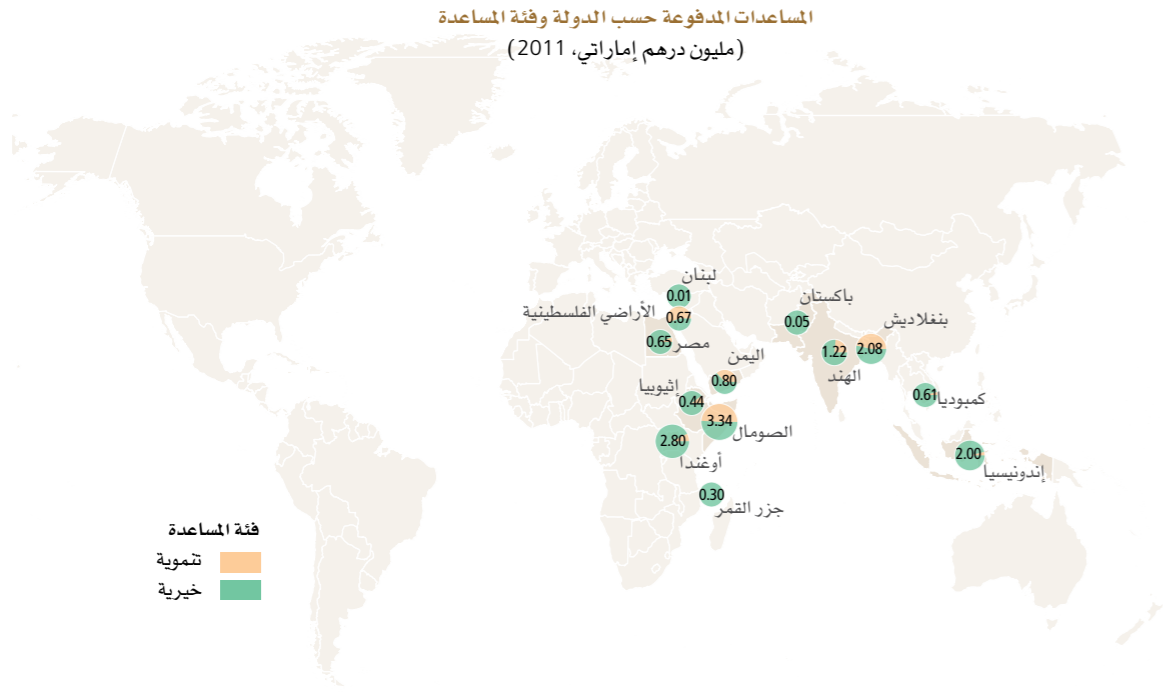 المساعدات المدفوعة حسب الدولة وفئة المساعدة
(مليون درهم إماراتي، 2011)
لبنان
0.01
الأراضي الفلسطينية
0.67
مصر
0.65
باكستان
0.05
بنغلاديش
2.08
الهند
1.22
اليمن
0.80
إثيوبيا
0.44
كمبوديا
0.61
الصومال
3.34
أوغندا
2.80
إندونيسيا
2.00
جزر القمر
0.30
فئة المساعدة
تنموية
خيرية